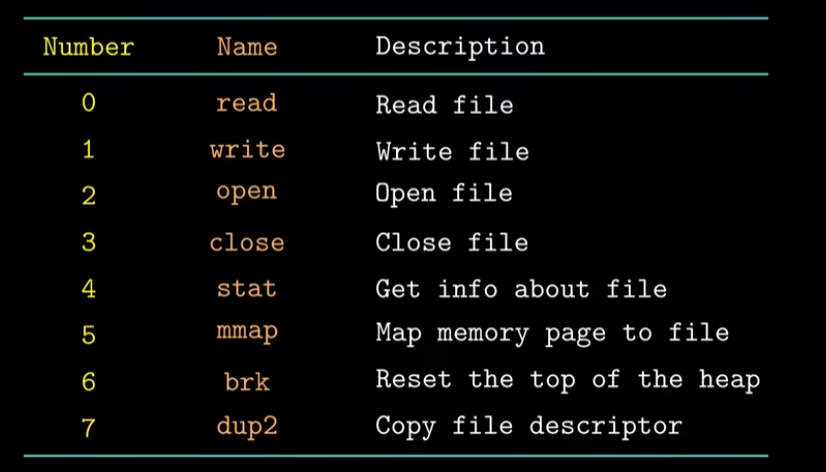 Number Name Description
0 read Read file
1 write Write file
2 open Open file
3 close Close file
4 stat Get info about file
5 mmap Map memory page to file
6 brk Reset the top of the heap
7 dup2 Copy file descriptor